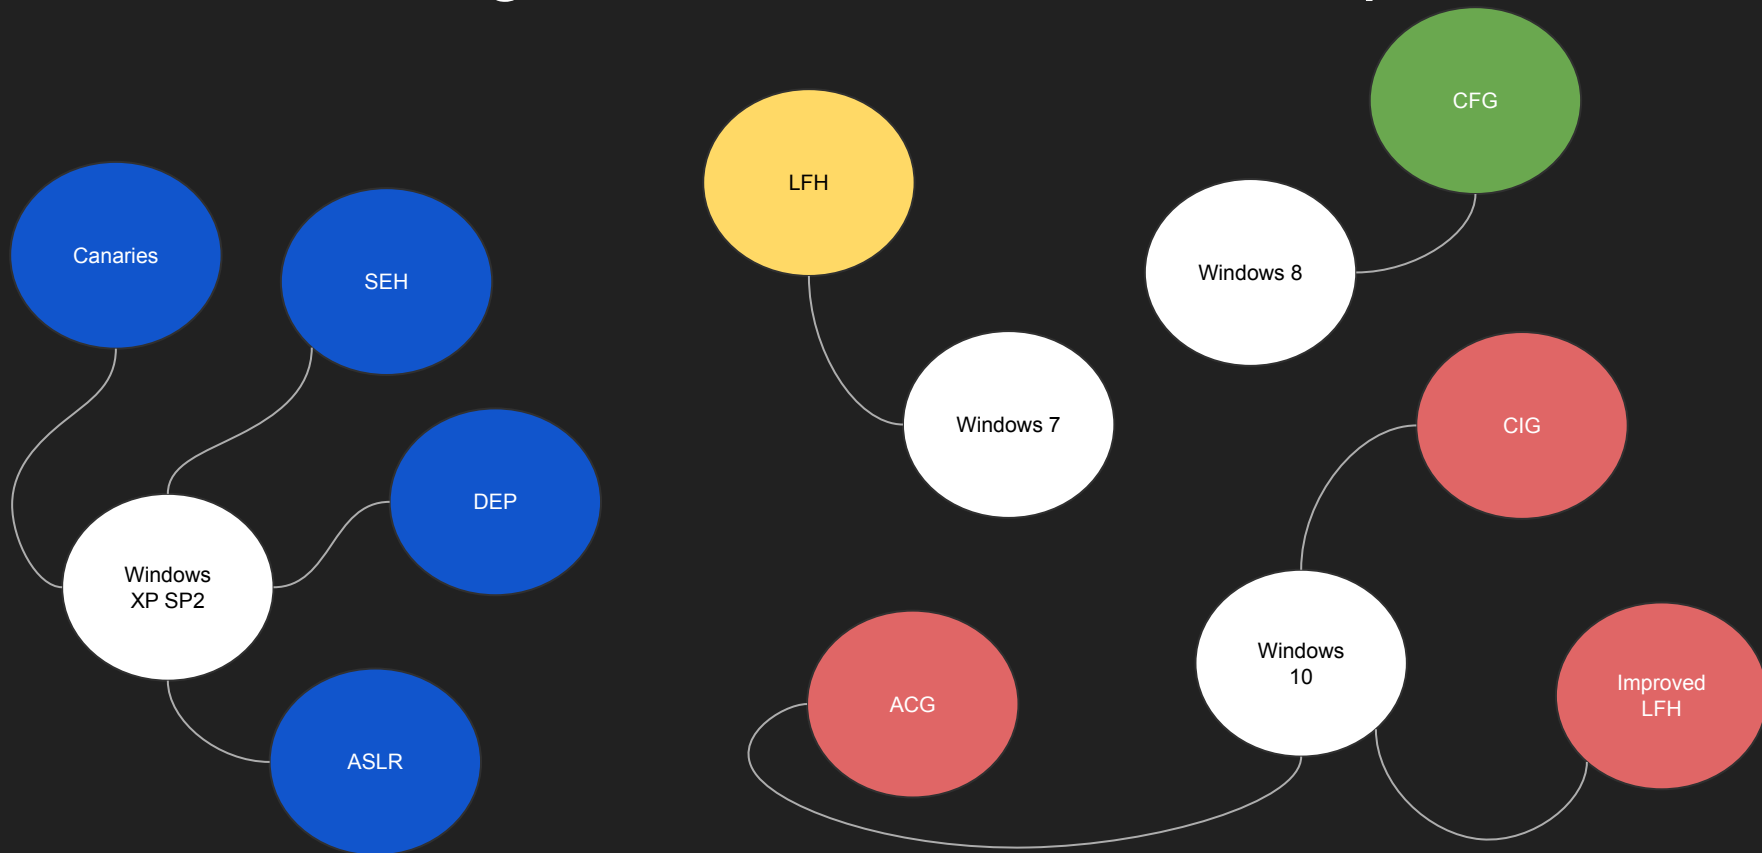 CFG
LFH
Canaries
Windows 8
SEH
Windows 7
CIG
DEP
Windows
XP SP2
Windows
10
Improved
LFH
ACG
ASLR